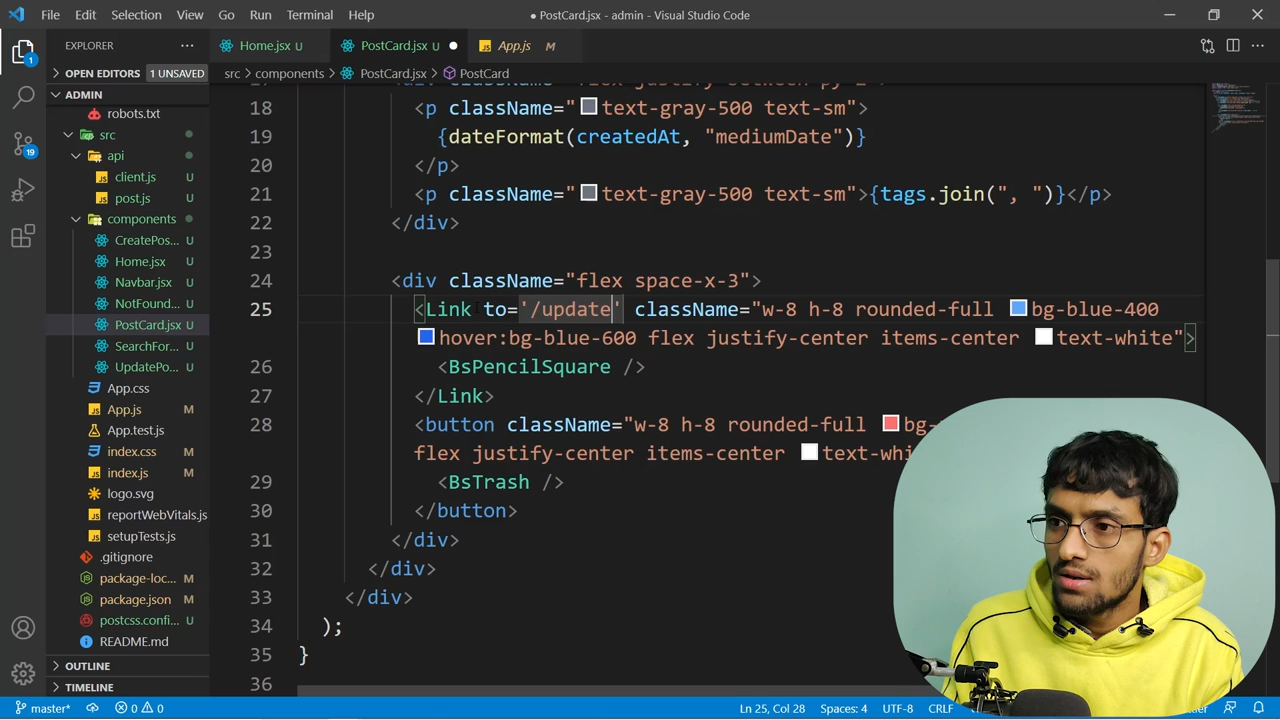 File Edit Selection View Go Run Terminal Help
● PostCard.jsx - admin - Visual Studio Code
EXPLORER
Home.jsx U
PostCard.jsx U
App.js M
OPEN EDITORS 1 UNSAVED
src > components > PostCard.jsx > PostCard
ADMIN
robots.txt
src
api
client.js U
post.js U
components
CreatePos... U
Home.jsx U
Navbar.jsx U
NotFound... U
PostCard.jsx U
SearchFor... U
UpdatePo... U
App.css
App.js M
App.test.js
index.css M
index.js M
logo.svg
reportWebVitals.js
setupTests.js
.gitignore
package-loc... M
package.json M
postcss.confi... U
README.md
OUTLINE
TIMELINE
1
19
18 <p className="text-gray-500 text-sm">
19 {dateFormat(createdAt, "mediumDate")}
20 </p>
21 <p className="text-gray-500 text-sm">{tags.join(", ")}</p>
22 </div>
23
24 <div className="flex space-x-3">
25 <Link to='/update' className="w-8 h-8 rounded-full bg-blue-400
hover:bg-blue-600 flex justify-center items-center text-white">
26 <BsPencilSquare />
27 </Link>
28 <button className="w-8 h-8 rounded-full bg-
flex justify-center items-center text-whi
29 <BsTrash />
30 </button>
31 </div>
32 </div>
33 </div>
34 );
35 }
36
master* 0 0 Ln 25, Col 28 Spaces: 4 UTF-8 CRLF